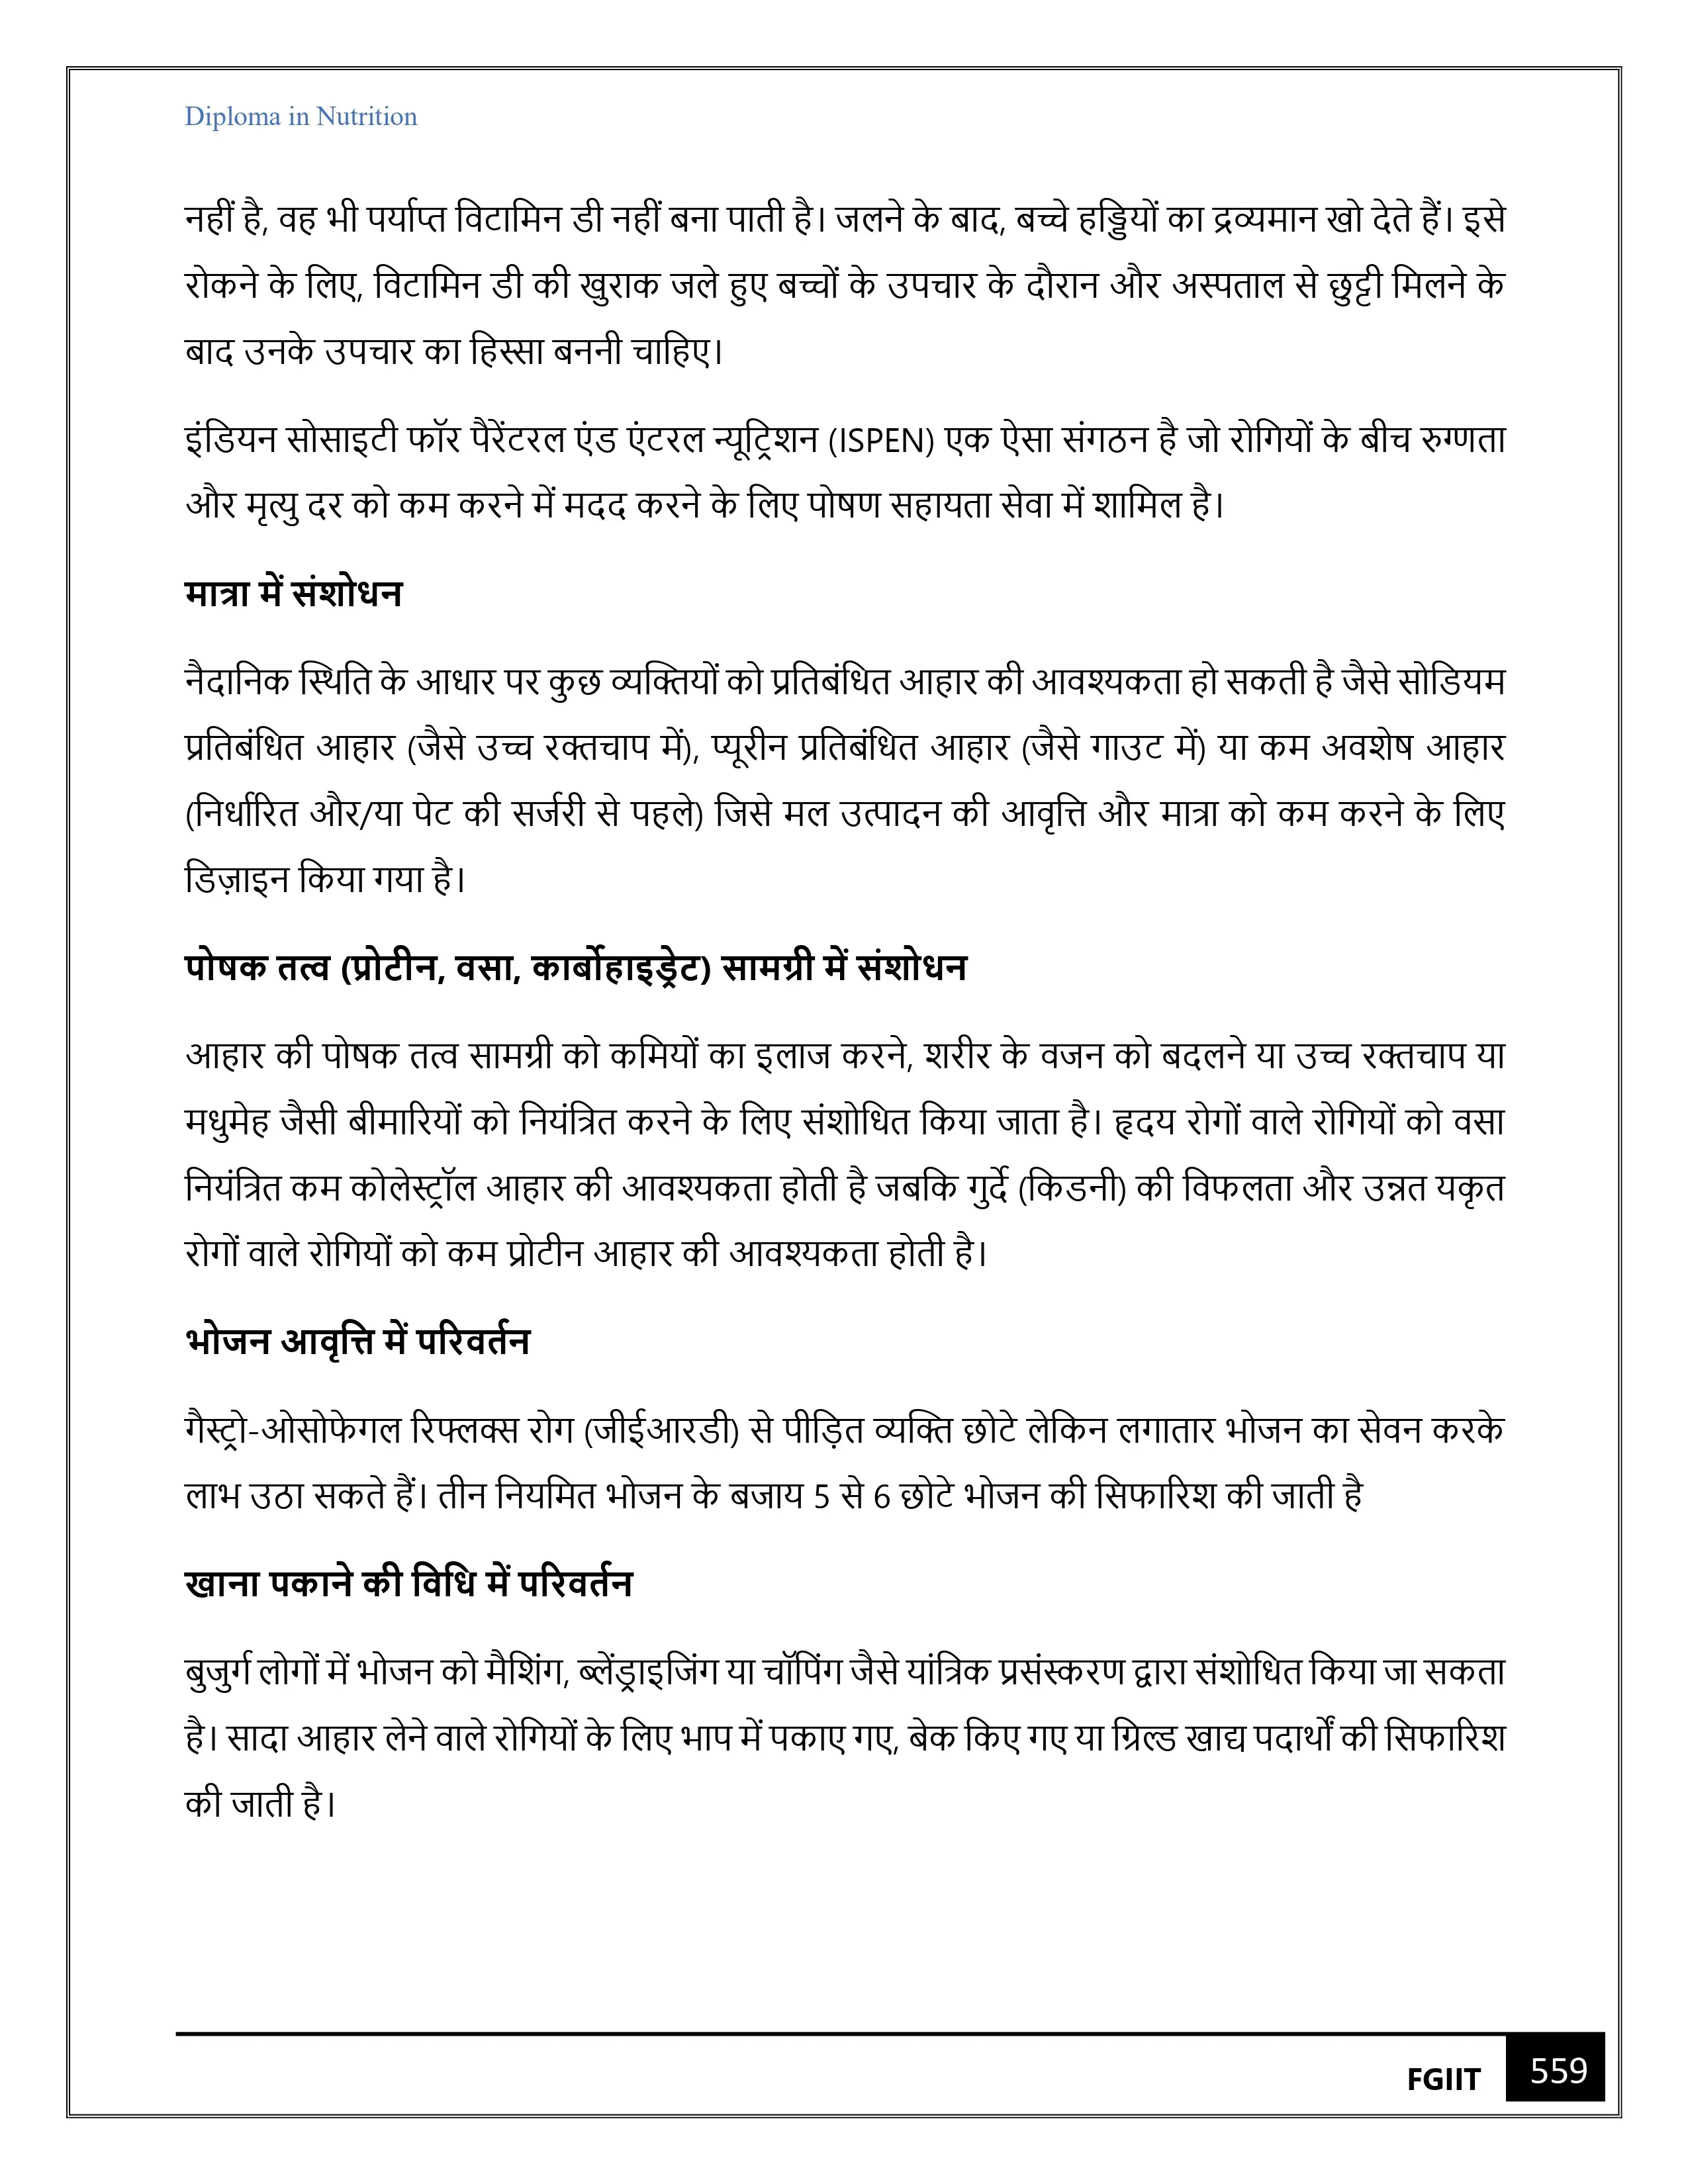 Diploma in Nutrition
नहीं है, वह भी पर्याप्त विटामिन डी नहीं बना पाती है। जलने के बाद, बच्चे हड्डियों का द्रव्यमान खो देते हैं। इसे
रोकने के लिए, विटामिन डी की खुराक जले हुए बच्चों के उपचार के दौरान और अस्पताल से छुट्टी मिलने के
बाद उनके उपचार का हिस्सा बननी चाहिए।
इंडियन सोसाइटी फॉर पैरेंटरल एंड एंटरल न्यूट्रिशन (ISPEN) एक ऐसा संगठन है जो रोगियों के बीच रुग्णता
और मृत्यु दर को कम करने में मदद करने के लिए पोषण सहायता सेवा में शामिल है।
मात्रा में संशोधन
नैदानिक स्थिति के आधार पर कुछ व्यक्तियों को प्रतिबंधित आहार की आवश्यकता हो सकती है जैसे सोडियम
प्रतिबंधित आहार (जैसे उच्च रक्तचाप में), प्यूरीन प्रतिबंधित आहार (जैसे गाउट में) या कम अवशेष आहार
(निर्धारित और/या पेट की सर्जरी से पहले) जिसे मल उत्पादन की आवृत्ति और मात्रा को कम करने के लिए
डिज़ाइन किया गया है।
पोषक तत्व (प्रोटीन, वसा, कार्बोहाइड्रेट) सामग्री में संशोधन
आहार की पोषक तत्व सामग्री को कमियों का इलाज करने, शरीर के वजन को बदलने या उच्च रक्तचाप या
मधुमेह जैसी बीमारियों को नियंत्रित करने के लिए संशोधित किया जाता है। हृदय रोगों वाले रोगियों को वसा
नियंत्रित कम कोलेस्ट्रॉल आहार की आवश्यकता होती है जबकि गुर्दे (किडनी) की विफलता और उन्नत यकृत
रोगों वाले रोगियों को कम प्रोटीन आहार की आवश्यकता होती है।
भोजन आवृत्ति में परिवर्तन
गैस्ट्रो-ओसोफेगल रिफ्लक्स रोग (जीईआरडी) से पीड़ित व्यक्ति छोटे लेकिन लगातार भोजन का सेवन करके
लाभ उठा सकते हैं। तीन नियमित भोजन के बजाय 5 से 6 छोटे भोजन की सिफारिश की जाती है
खाना पकाने की विधि में परिवर्तन
बुजुर्ग लोगों में भोजन को मैशिंग, ब्लेंड्राइजिंग या चॉपिंग जैसे यांत्रिक प्रसंस्करण द्वारा संशोधित किया जा सकता
है। सादा आहार लेने वाले रोगियों के लिए भाप में पकाए गए, बेक किए गए या ग्रिल्ड खाद्य पदार्थों की सिफारिश
की जाती है।
FGIIT 559